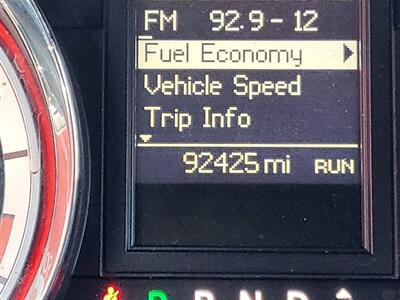 FM 92.9 - 12
Fuel Economy
Vehicle Speed
Trip Info
92425 mi RUN
P R N D